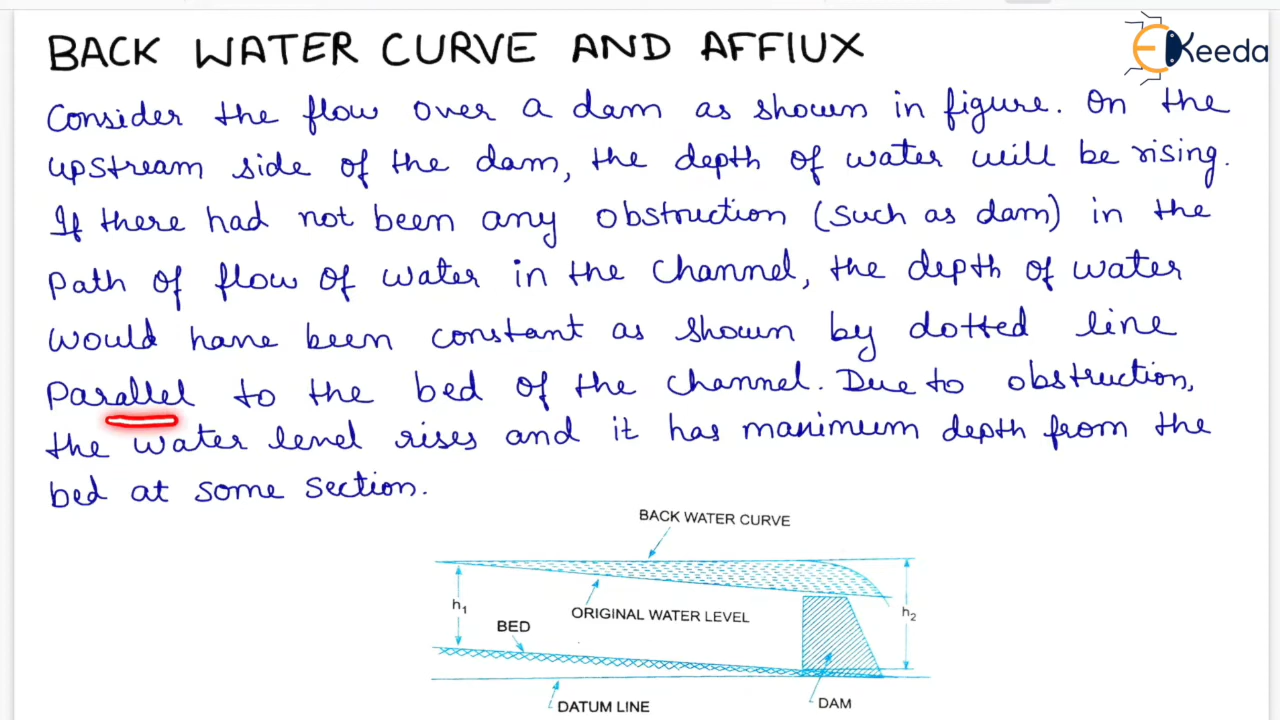 BACK WATER CURVE AND AFFIUX
Keeda
Consider the flow over a dam as shown in figure. On the
upstream side of the dam, the depth of water will be rising.
If there had not been any obstruction (such as dam) in the
path of flow of water in the channel, the depth of water
would have been constant as shown by dotted line
parallel to the bed of the channel. Due to obstruction,
the water level rises and it has maximum depth from the
bed at some section.
BACK WATER CURVE
h1
ORIGINAL WATER LEVEL
h2
BED
DATUM LINE
DAM